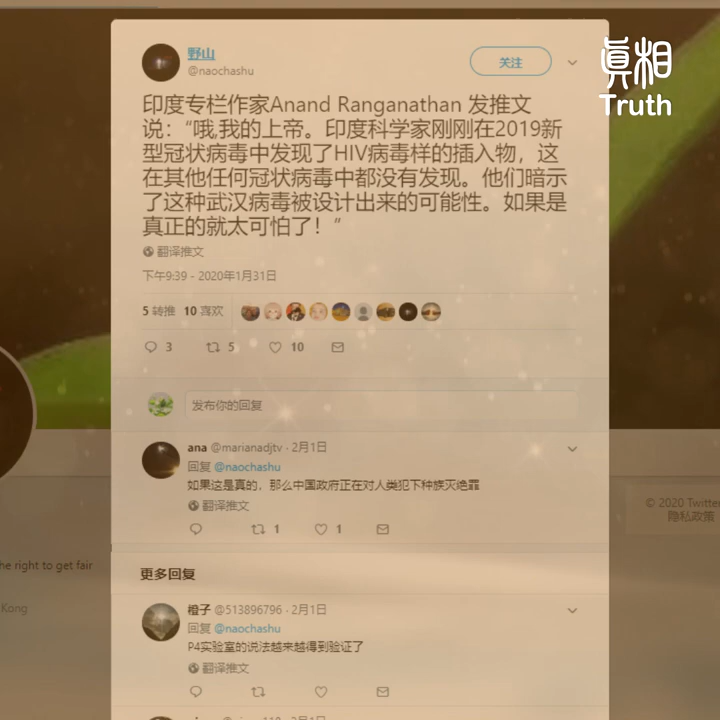 真相
Truth
野山
@naochashu
关注
印度专栏作家Anand Ranganathan 发推文
说：“哦,我的上帝。印度科学家刚刚在2019新
型冠状病毒中发现了HIV病毒样的插入物，这
在其他任何冠状病毒中都没有发现。他们暗示
了这种武汉病毒被设计出来的可能性。如果是
真正的就太可怕了！”
翻译推文
下午9:39 - 2020年1月31日
5 转推 10 喜欢
3 5 10
发布你的回复
ana @marianadjtv · 2月1日
回复 @naochashu
如果这是真的，那么中国政府正在对人类犯下种族灭绝罪
翻译推文
1 1
更多回复
橙子 @513896796 · 2月1日
回复 @naochashu
P4实验室的说法越来越得到验证了
翻译推文
2月1日
he right to get fair
Kong
© 2020 Twitter
隐私政策